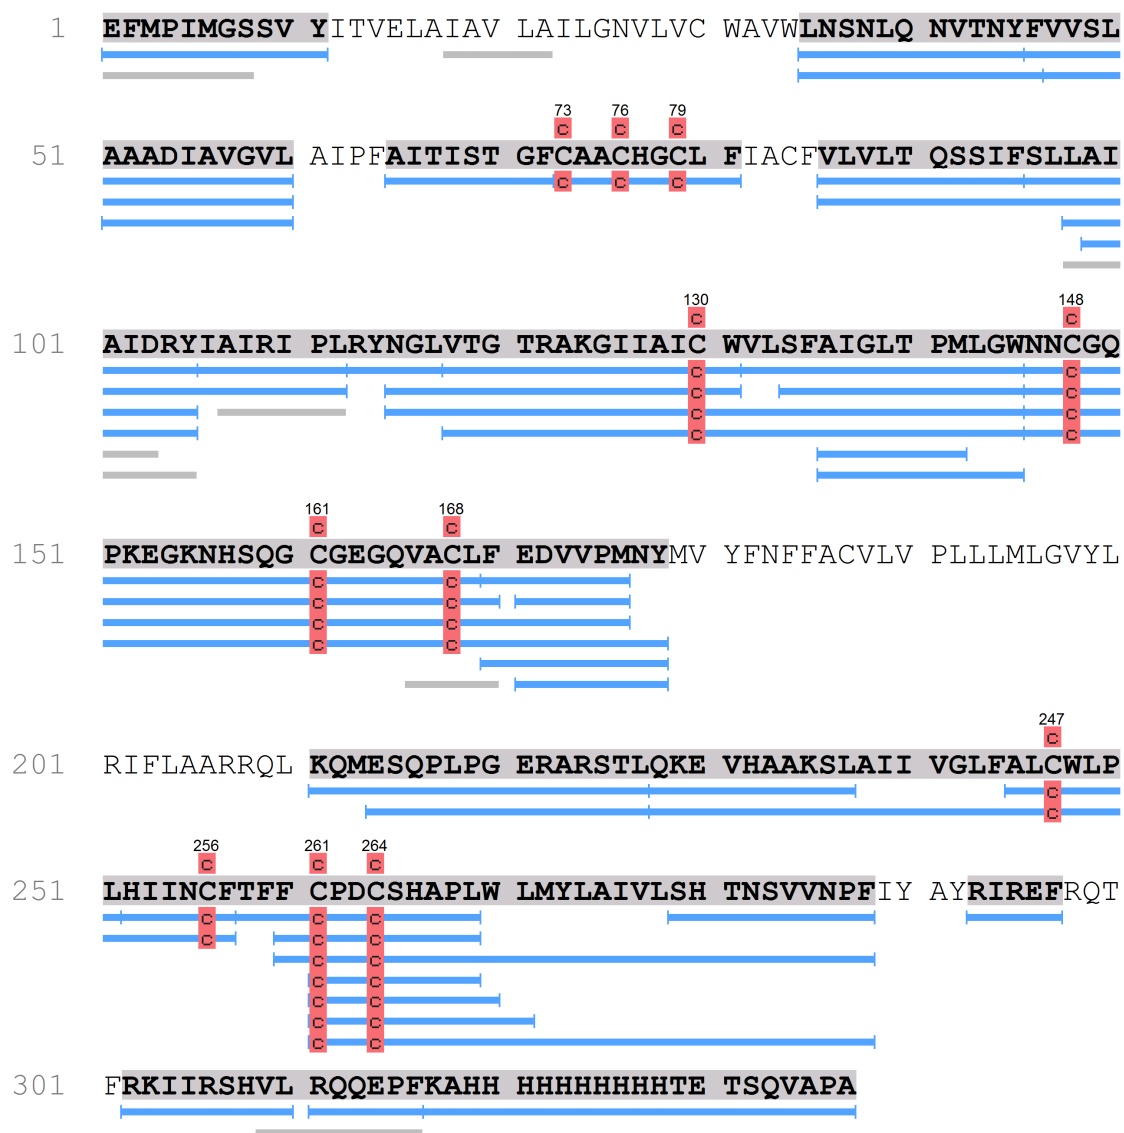 1 EFMPIMGSSV YITVELAIAV LAILGNVLVC WAVWLNSNLQ NVTNYFVVSL
73 76 79
C C C
51 AAADIAVGVL AIPFAITIST GFCAACHGCL FIACFVLVLT QSSIFSLLAI
C C C
130 148
C C
101 AIDRYIAIRI PLRYNGLVTG TRAKGIIAIC WVLSFAIGLT PMLGWNNCGQ
C C
C C
C C
C C
161 168
C C
151 PKEGKNHSQG CGEGQVACLF EDVVPMNYMV YFNFFACVLV PLLLMLGVYL
C C
C C
C C
C C
247
C
201 RIFLAARRQL KQMESQPLPG ERARSTLQKE VHAAKSLAII VGLFALCWLP
C
C
256 261 264
C C C
251 LHIINCFTFF CPDCSHAPLW LMYLAIVLSH TNSVVNPFIY AYRIREFRQT
C C C
C C C
C C
C C
C C
C C
C C
301 FRKIIRSHVL RQQEPFKAHH HHHHHHHHTE TSQVAPA